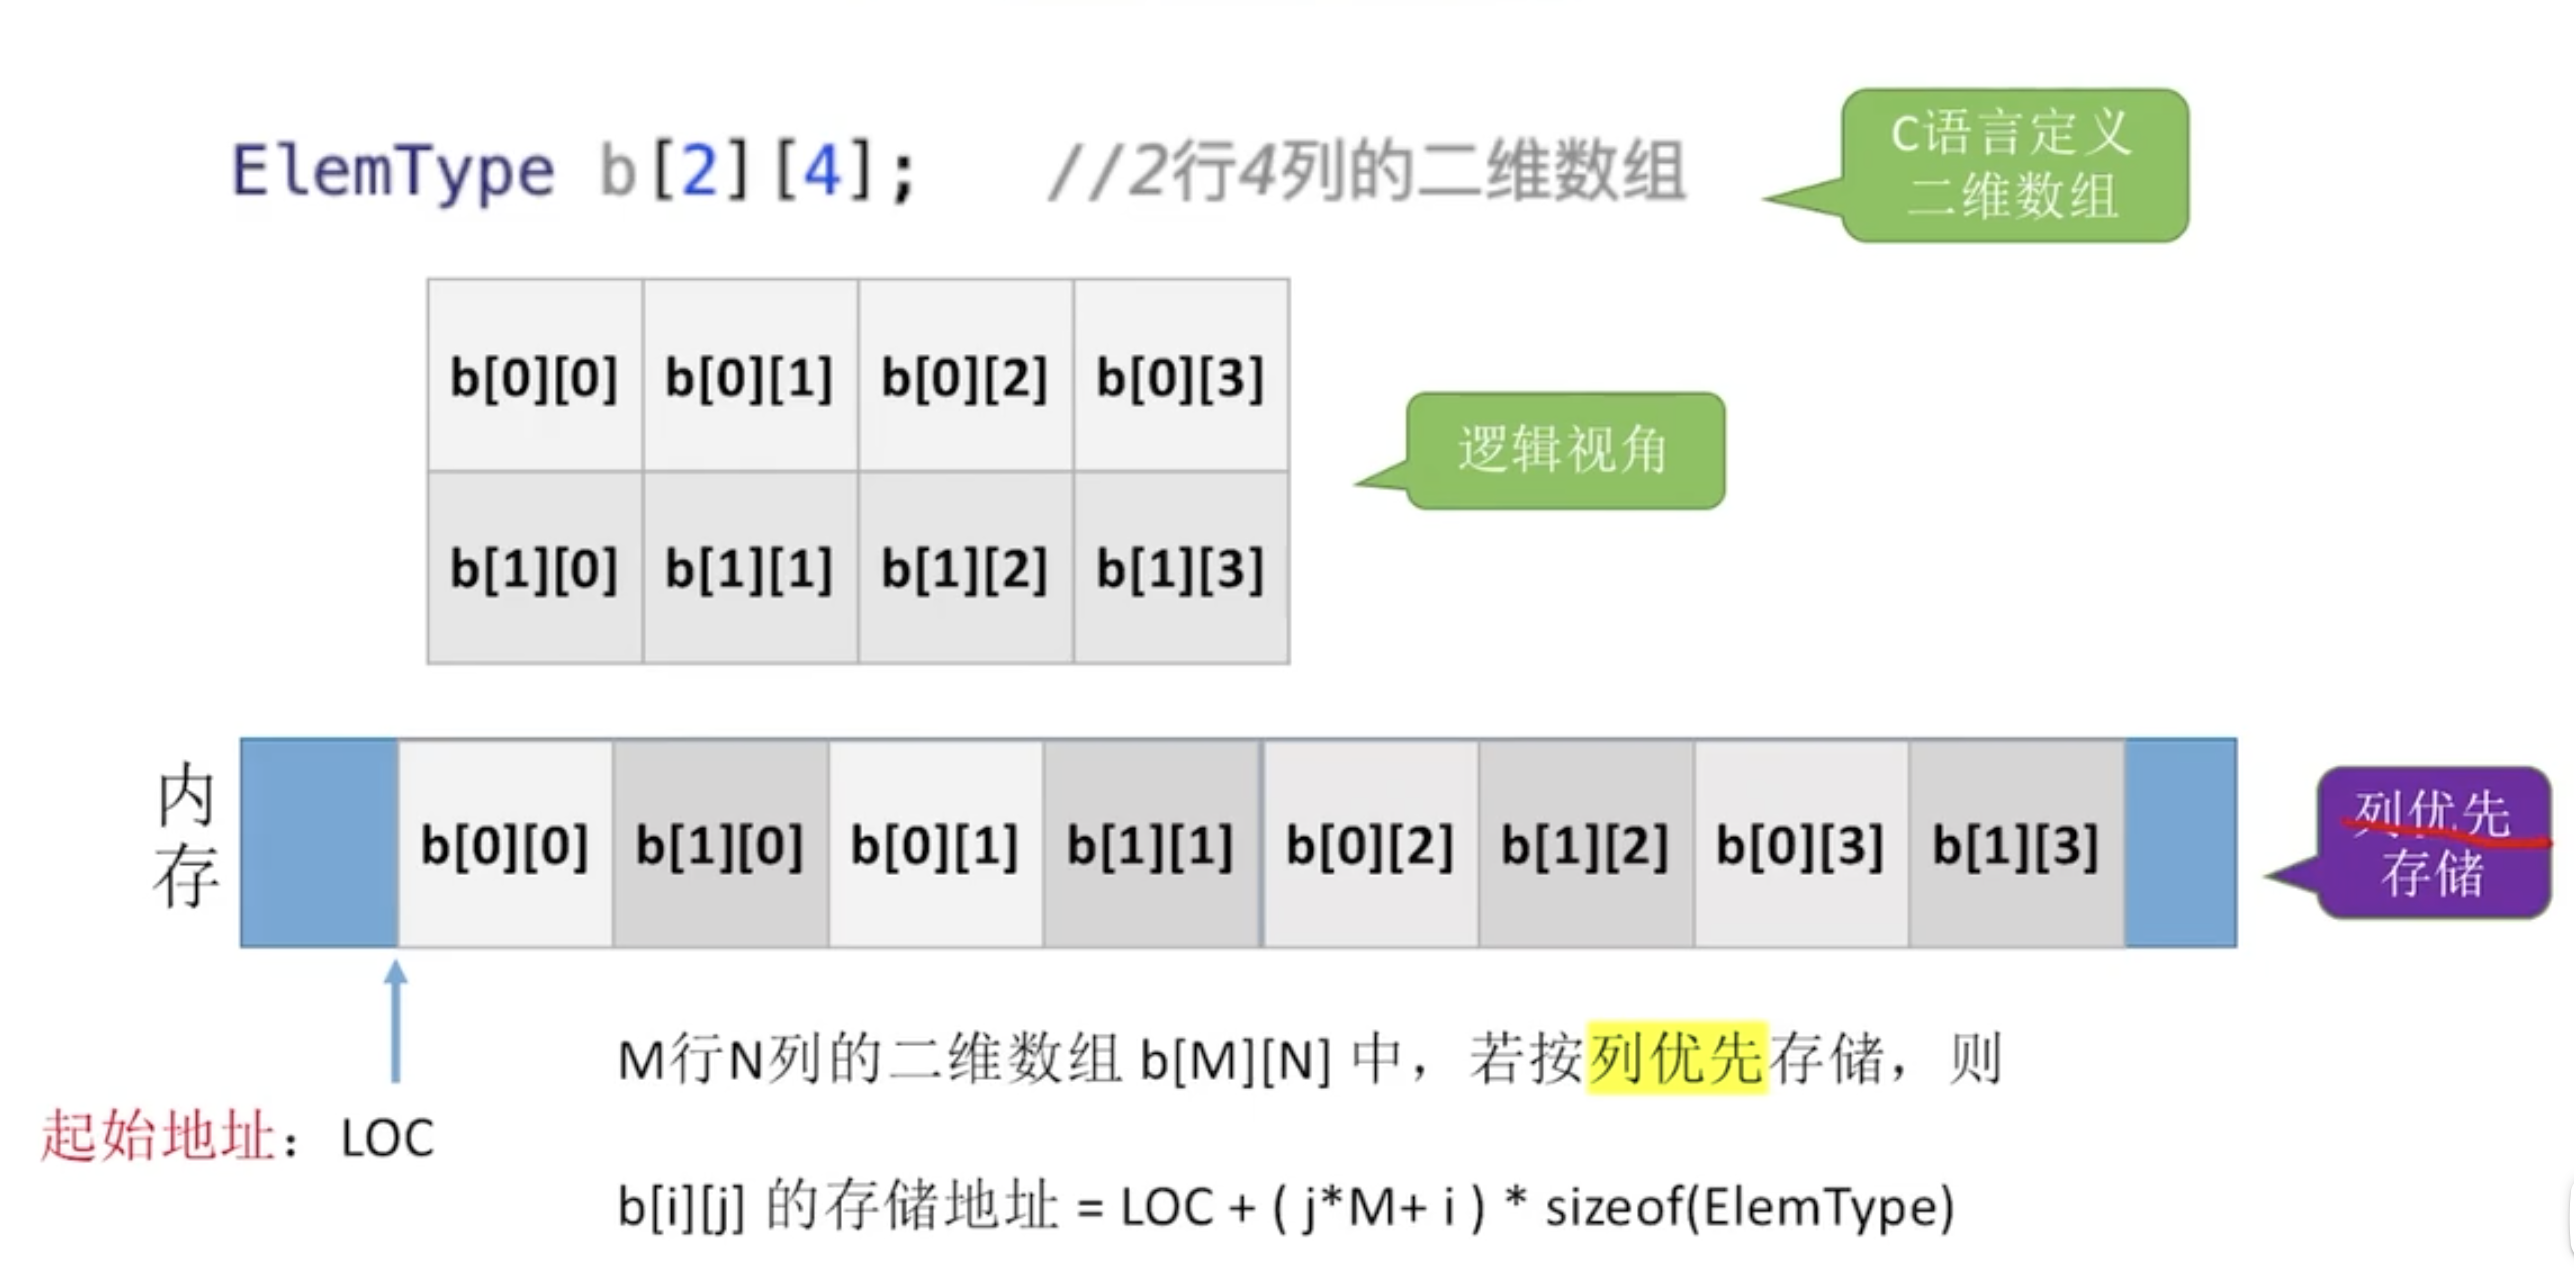 ElemType b[2][4]; //2行4列的二维数组
C语言定义
二维数组
b[0][0] b[0][1] b[0][2] b[0][3]
b[1][0] b[1][1] b[1][2] b[1][3]
逻辑视角
内存
b[0][0] b[1][0] b[0][1] b[1][1] b[0][2] b[1][2] b[0][3] b[1][3]
列优先
存储
起始地址：LOC
M行N列的二维数组 b[M][N] 中，若按列优先存储，则
b[i][j] 的存储地址 = LOC + ( j*M+ i ) * sizeof(ElemType)